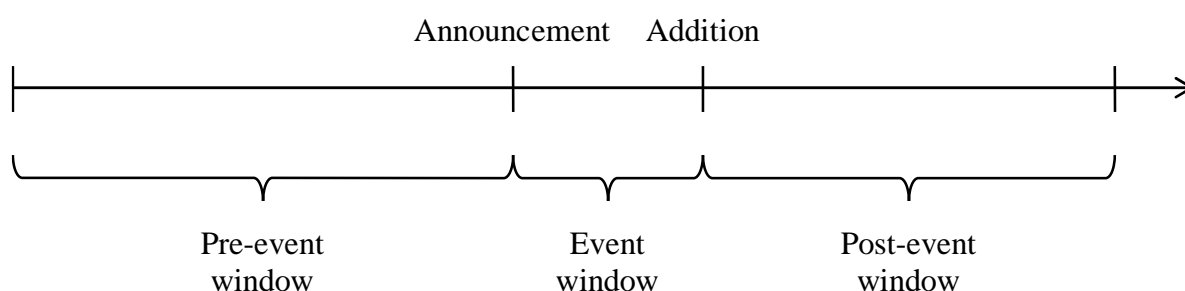 Announcement Addition
Pre-event Event Post-event
window window window